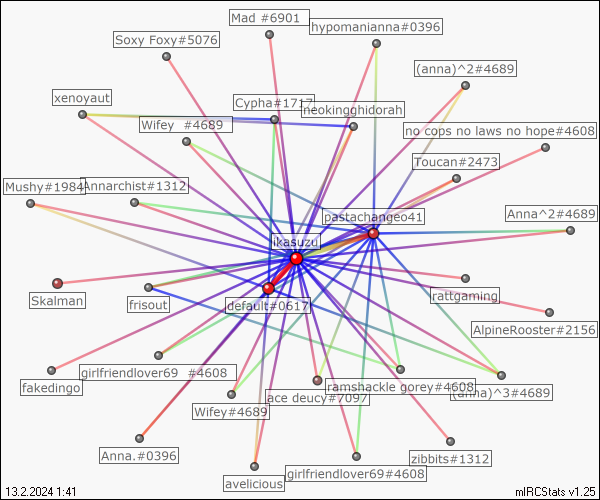 Mad #6901
hypomanianna#0396
Soxy Foxy#5076
(anna)^2#4689
xenoyaut
Cypha#1717
neokingghidorah
Wifey #4689
no cops no laws no hope#4608
Toucan#2473
Mushy#1984
Annarchist#1312
pastachangeo41
Anna^2#4689
ikasuzu
Skalman
frisout
default#0617
rattgaming
AlpineRooster#2156
fakedingo
girlfriendlover69 #4608
ramshackle gorey#4608
(anna)^3#4689
ace deucy#7097
Wifey#4689
Anna.#0396
zibbits#1312
girlfriendlover69#4608
avelicious
13.2.2024 1:41
mIRCStats v1.25